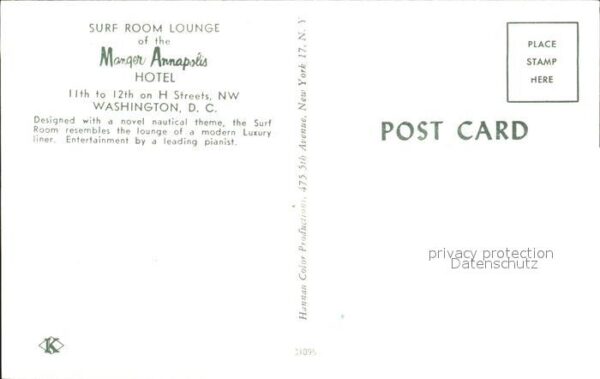 SURF ROOM LOUNGE
of the
Manger Annapolis
HOTEL
11th to 12th on H Streets, NW
WASHINGTON, D. C.
Designed with a novel nautical theme, the Surf
Room resembles the lounge of a modern Luxury
liner. Entertainment by a leading pianist.
Hannan Color Productions, 475 5th Avenue, New York 17, N. Y
PLACE
STAMP
HERE
POST CARD
privacy protection
Datenschutz
K